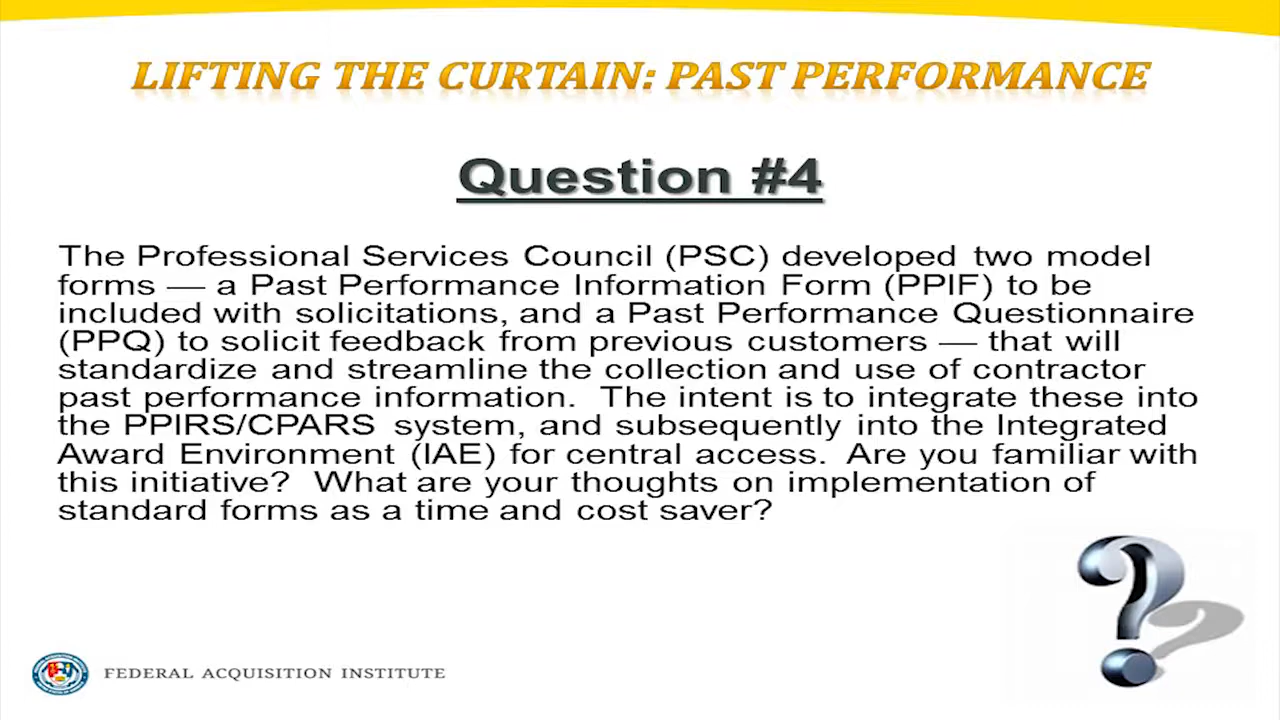 LIFTING THE CURTAIN: PAST PERFORMANCE
Question #4
The Professional Services Council (PSC) developed two model
forms — a Past Performance Information Form (PPIF) to be
included with solicitations, and a Past Performance Questionnaire
(PPQ) to solicit feedback from previous customers — that will
standardize and streamline the collection and use of contractor
past performance information.  The intent is to integrate these into
the PPIRS/CPARS system, and subsequently into the Integrated
Award Environment (IAE) for central access.  Are you familiar with
this initiative?  What are your thoughts on implementation of
standard forms as a time and cost saver?
FEDERAL ACQUISITION INSTITUTE